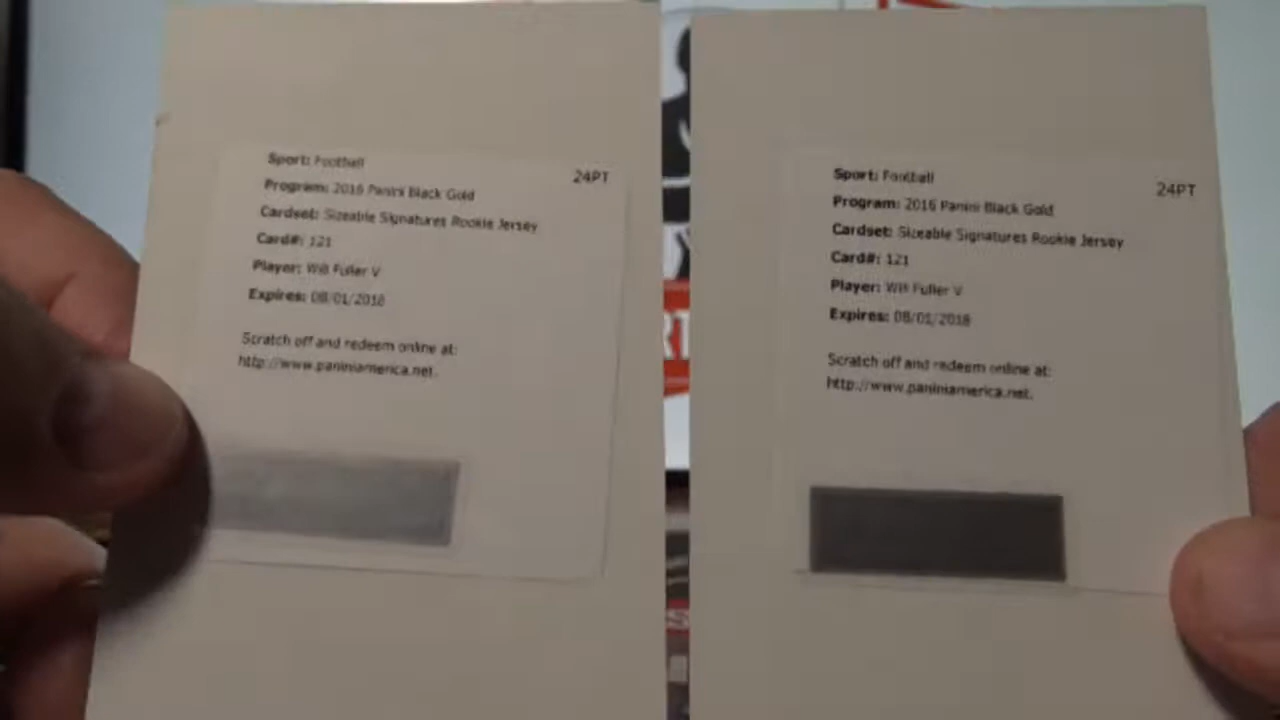 Sport: Football
24PT
Program: 2016 Panini Black Gold
Cardset: Sizeable Signatures Rookie Jersey
Card#: 121
Player: Will Fuller V
Expires: 08/01/2018
Scratch off and redeem online at:
http://www.paniniamerica.net.
Sport: Football
24PT
Program: 2016 Panini Black Gold
Cardset: Sizeable Signatures Rookie Jersey
Card#: 121
Player: Will Fuller V
Expires: 08/01/2018
Scratch off and redeem online at:
http://www.paniniamerica.net.